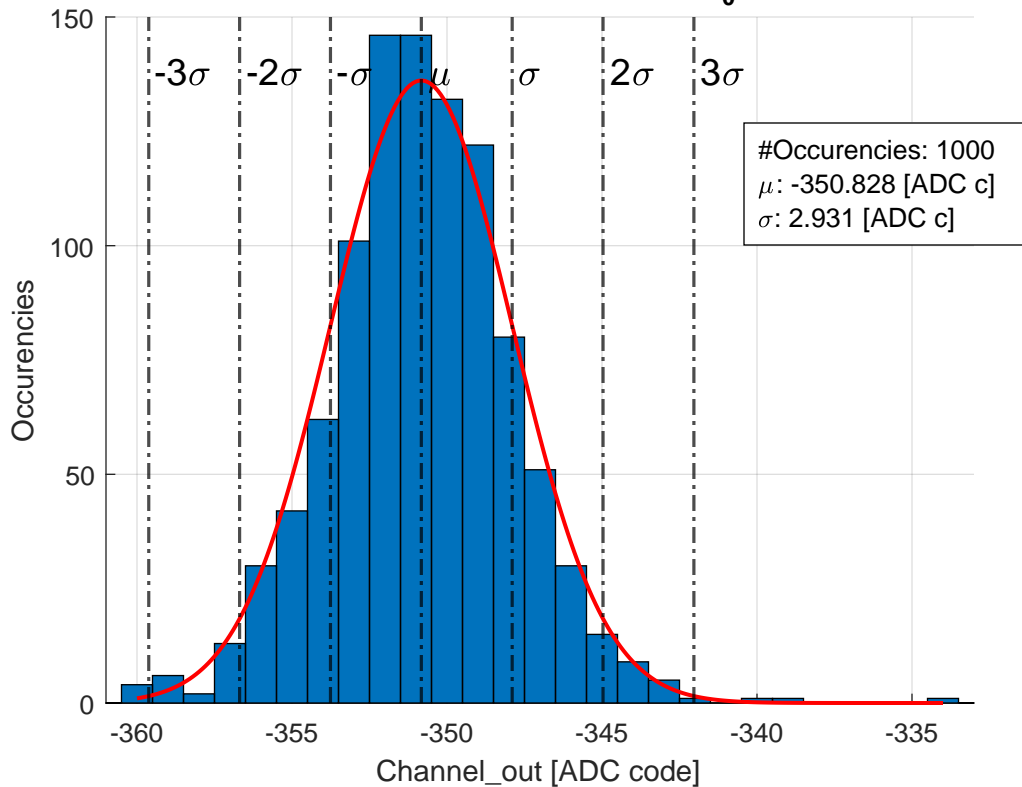 150
100
50
0
Occurencies
-3σ
-2σ
-σ
μ
σ
2σ
3σ
#Occurencies: 1000
μ: -350.828 [ADC c]
σ: 2.931 [ADC c]
-360
-355
-350
-345
-340
-335
Channel_out [ADC code]